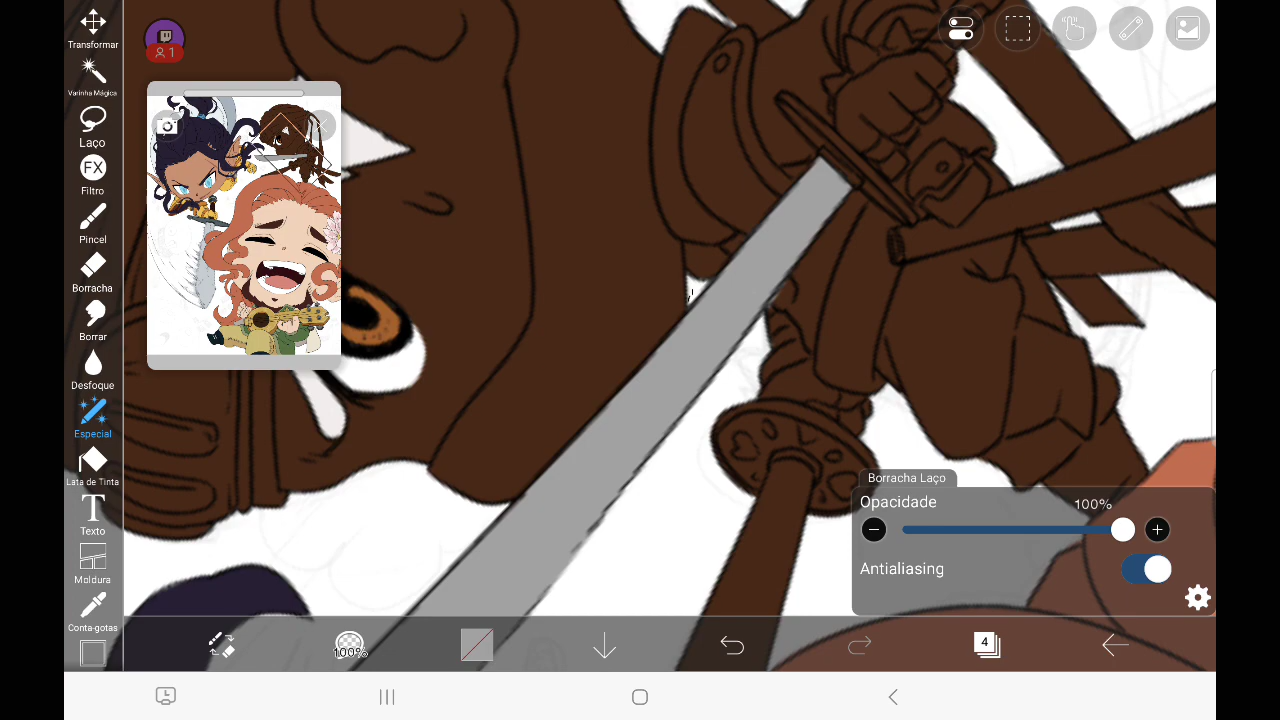 Transformar
1
Varinha Mágica
Laço
FX
Filtro
Pincel
Borracha
Borrar
Desfoque
Especial
Lata de Tinta
T
Texto
Moldura
Conta-gotas
Borracha Laço
Opacidade
100%
Antialiasing
100%
4